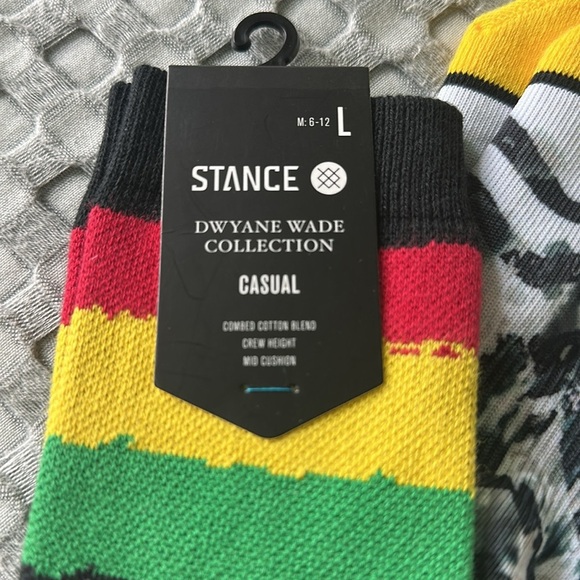 M: 6-12 L
STANCE
DWYANE WADE
COLLECTION
CASUAL
COMBED COTTON BLEND
CREW HEIGHT
MID CUSHION